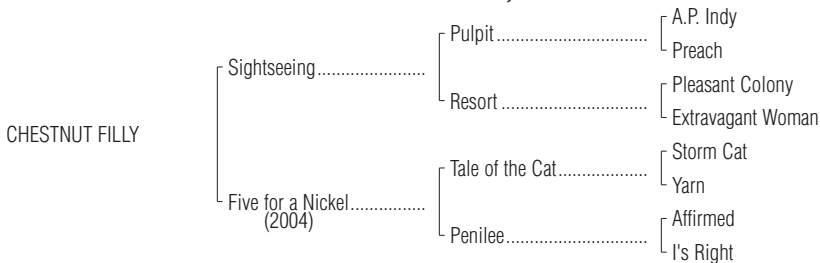 A.P. Indy
Pulpit
Preach
Sightseeing
Pleasant Colony
Resort
Extravagant Woman
CHESTNUT FILLY
Storm Cat
Tale of the Cat
Yarn
Five for a Nickel
(2004)
Affirmed
Penilee
I's Right